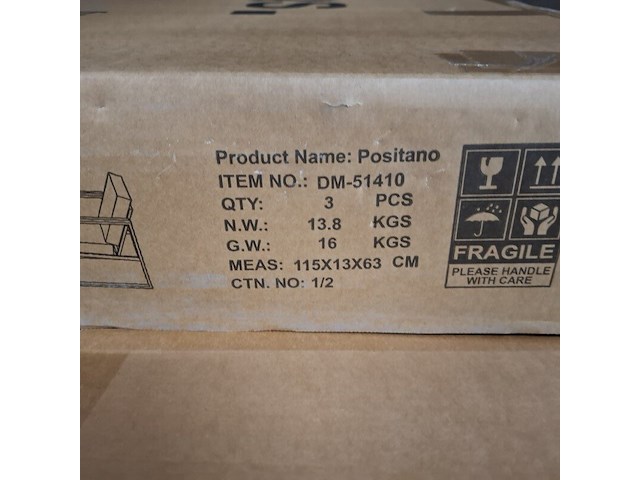 Product Name: Positano
ITEM NO.: DM-51410
QTY: 3 PCS
N.W.: 13.8 KGS
G.W.: 16 KGS
MEAS: 115X13X63 CM
CTN. NO: 1/2
FRAGILE
PLEASE HANDLE
WITH CARE